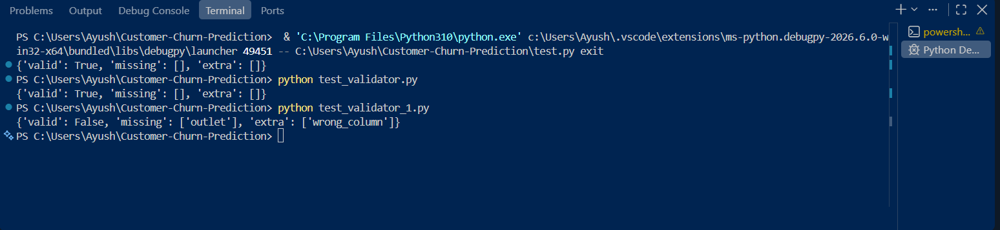 Problems Output Debug Console Terminal Ports
PS C:\Users\Ayush\Customer-Churn-Prediction>  & 'C:\Program Files\Python310\python.exe' c:\Users\Ayush\.vscode\extensions\ms-python.debugpy-2026.6.0-w
in32-x64\bundled\libs\debugpy\launcher 49451 -- C:\Users\Ayush\Customer-Churn-Prediction\test.py exit
{'valid': True, 'missing': [], 'extra': []}
PS C:\Users\Ayush\Customer-Churn-Prediction> python test_validator.py
{'valid': True, 'missing': [], 'extra': []}
PS C:\Users\Ayush\Customer-Churn-Prediction> python test_validator_1.py
{'valid': False, 'missing': ['outlet'], 'extra': ['wrong_column']}
PS C:\Users\Ayush\Customer-Churn-Prediction>
powersh...
Python De...